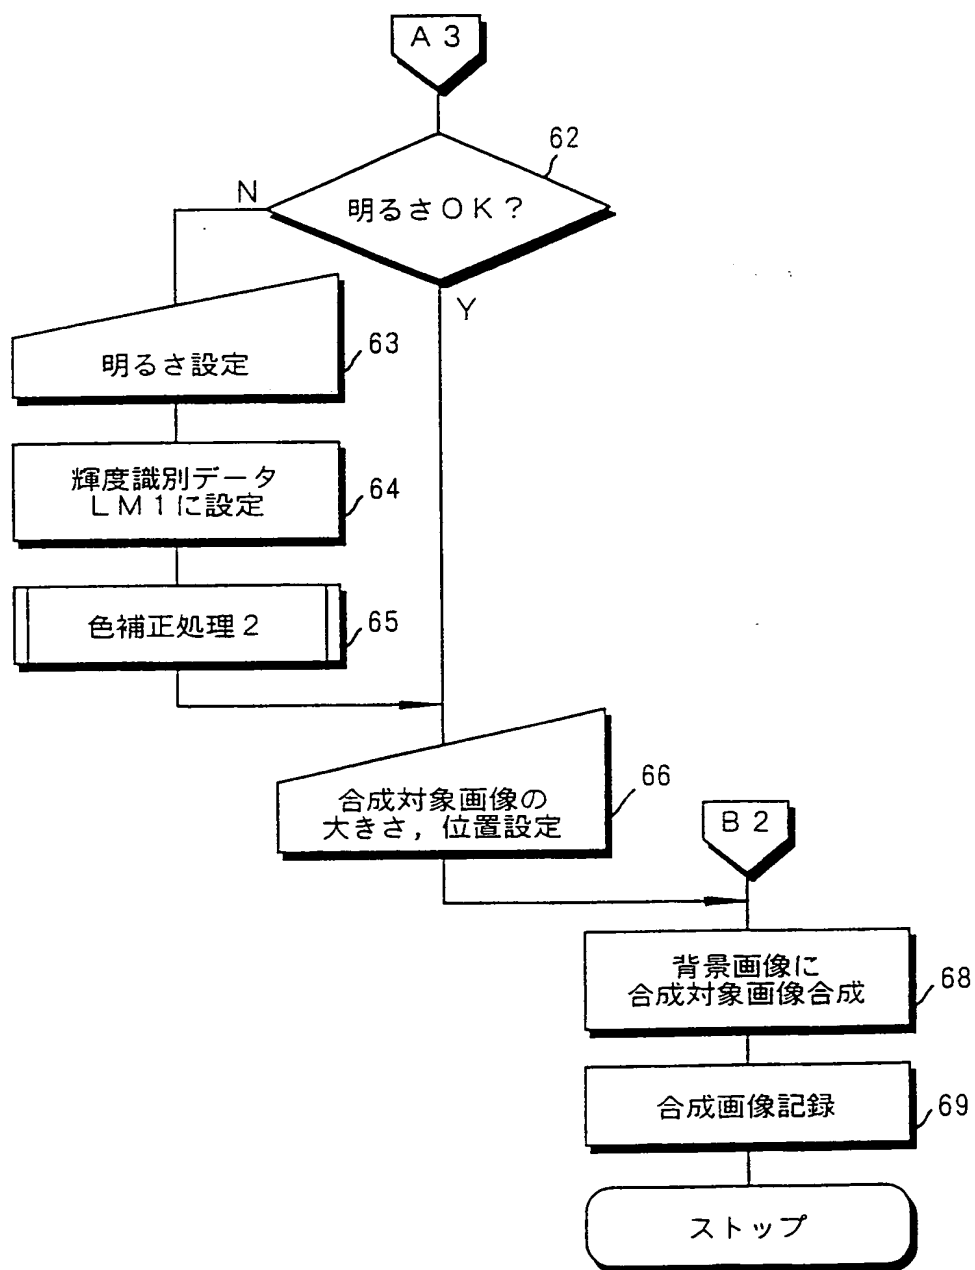 A3
62
明るさOK?
N
Y
明るさ設定
63
輝度識別データ
LM1に設定
64
色補正処理2
65
合成対象画像の
大きさ,位置設定
66
B2
背景画像に
合成対象画像合成
68
合成画像記録
69
ストップ